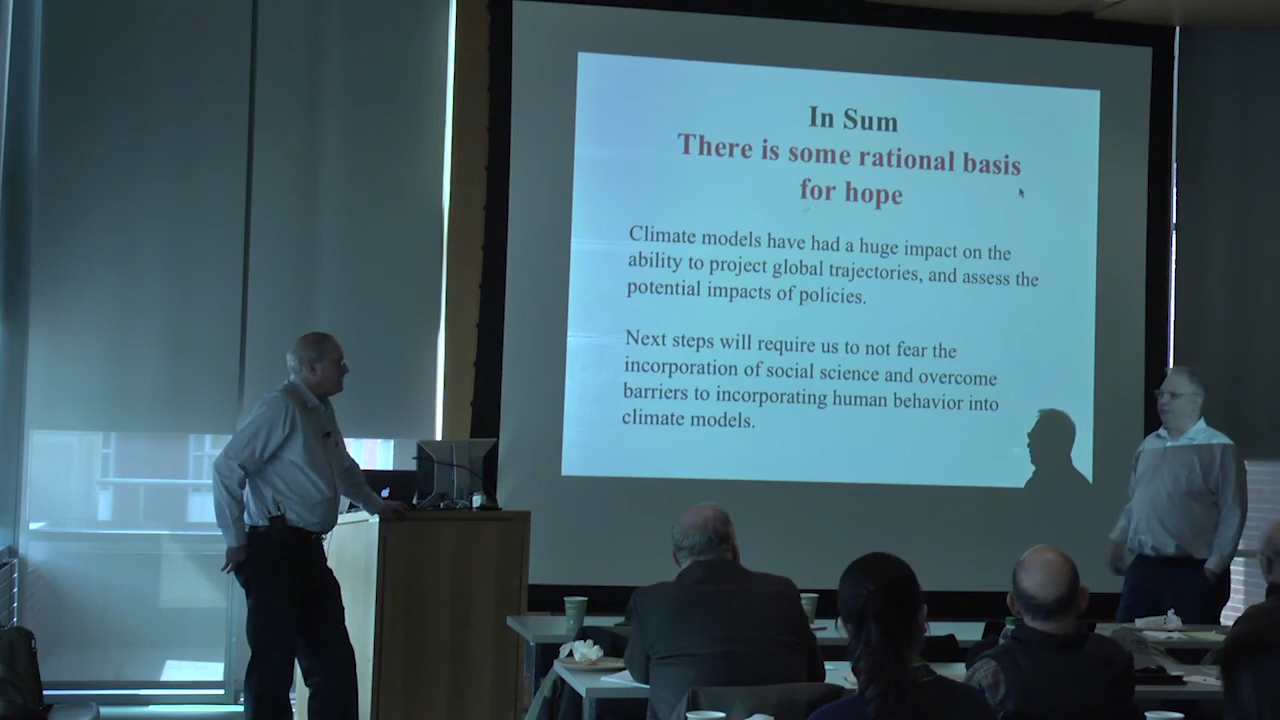 In Sum
There is some rational basis
for hope
Climate models have had a huge impact on the
ability to project global trajectories, and assess the
potential impacts of policies.
Next steps will require us to not fear the
incorporation of social science and overcome
barriers to incorporating human behavior into
climate models.